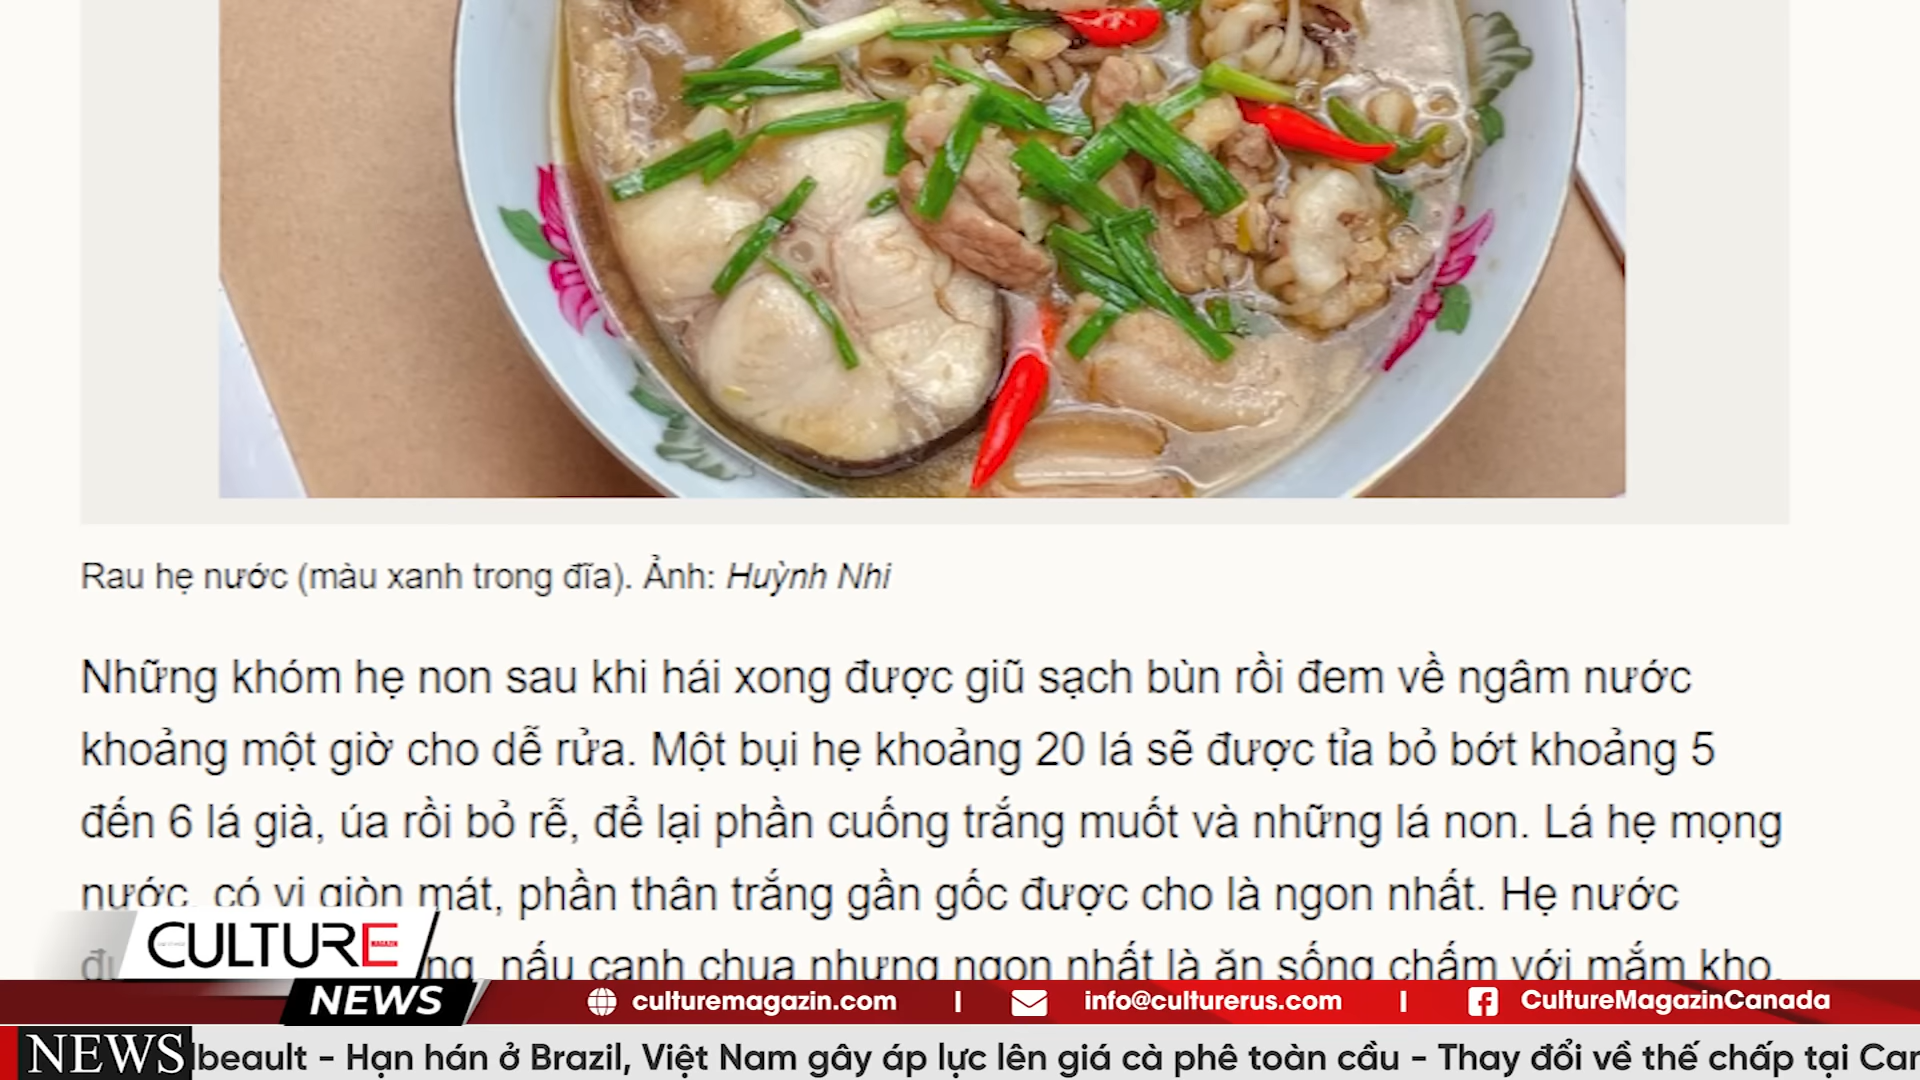 Rau hẹ nước (màu xanh trong đĩa). Ảnh: Huỳnh Nhi
Những khóm hẹ non sau khi hái xong được giũ sạch bùn rồi đem về ngâm nước
khoảng một giờ cho dễ rửa. Một bụi hẹ khoảng 20 lá sẽ được tỉa bỏ bớt khoảng 5
đến 6 lá già, úa rồi bỏ rễ, để lại phần cuống trắng muốt và những lá non. Lá hẹ mọng
nước, có vị giòn mát, phần thân trắng gần gốc được cho là ngon nhất. Hẹ nước
nấu canh chua nhưng ngon nhất là ăn sống chấm với mắm kho,
CULTURE
MAGAZIN
NEWS
culturemagazin.com | info@culturerus.com | CultureMagazinCanada
NEWS lbeault - Hạn hán ở Brazil, Việt Nam gây áp lực lên giá cà phê toàn cầu - Thay đổi về thế chấp tại Car